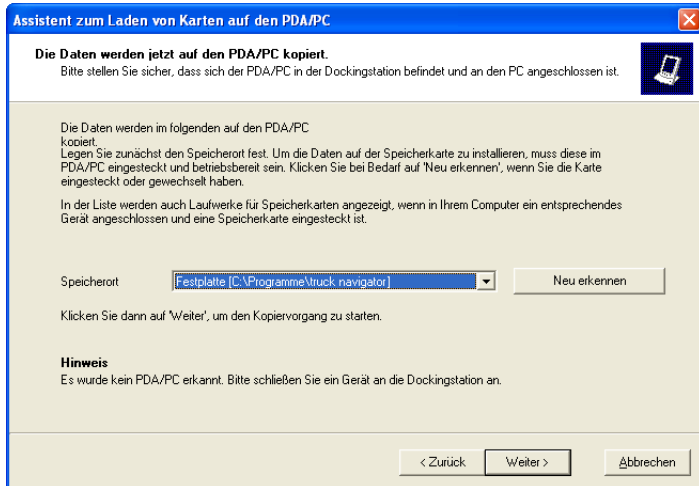 Assistent zum Laden von Karten auf den PDA/PC
Die Daten werden jetzt auf den PDA/PC kopiert.
Bitte stellen Sie sicher, dass sich der PDA/PC in der Dockingstation befindet und an den PC angeschlossen ist.
Die Daten werden im folgenden auf den PDA/PC
kopiert.
Legen Sie zunächst den Speicherort fest. Um die Daten auf der Speicherkarte zu installieren, muss diese im
PDA/PC eingesteckt und betriebsbereit sein. Klicken Sie bei Bedarf auf 'Neu erkennen', wenn Sie die Karte
eingesteckt oder gewechselt haben.
In der Liste werden auch Laufwerke für Speicherkarten angezeigt, wenn in Ihrem Computer ein entsprechendes
Gerät angeschlossen und eine Speicherkarte eingesteckt ist.
Speicherort Festplatte [C:\Programme\truck navigator] Neu erkennen
Klicken Sie dann auf 'Weiter', um den Kopiervorgang zu starten.
Hinweis
Es wurde kein PDA/PC erkannt. Bitte schließen Sie ein Gerät an die Dockingstation an.
< Zurück Weiter > Abbrechen